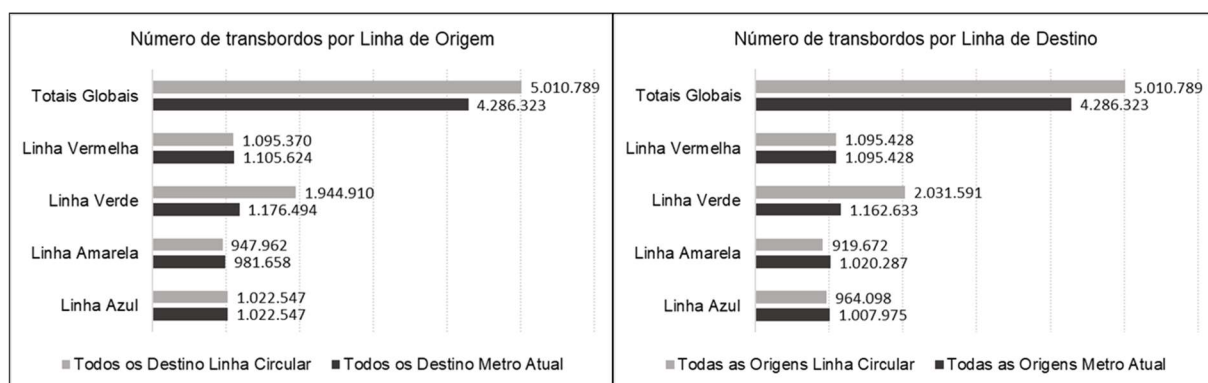 Número de transbordos por Linha de Origem
Totais Globais
5.010.789
4.286.323
Linha Vermelha
1.095.370
1.105.624
Linha Verde
1.944.910
1.176.494
Linha Amarela
947.962
981.658
Linha Azul
1.022.547
1.022.547
Todos os Destino Linha Circular
Todos os Destino Metro Atual
Número de transbordos por Linha de Destino
Totais Globais
5.010.789
4.286.323
Linha Vermelha
1.095.428
1.095.428
Linha Verde
2.031.591
1.162.633
Linha Amarela
919.672
1.020.287
Linha Azul
964.098
1.007.975
Todas as Origens Linha Circular
Todas as Origens Metro Atual